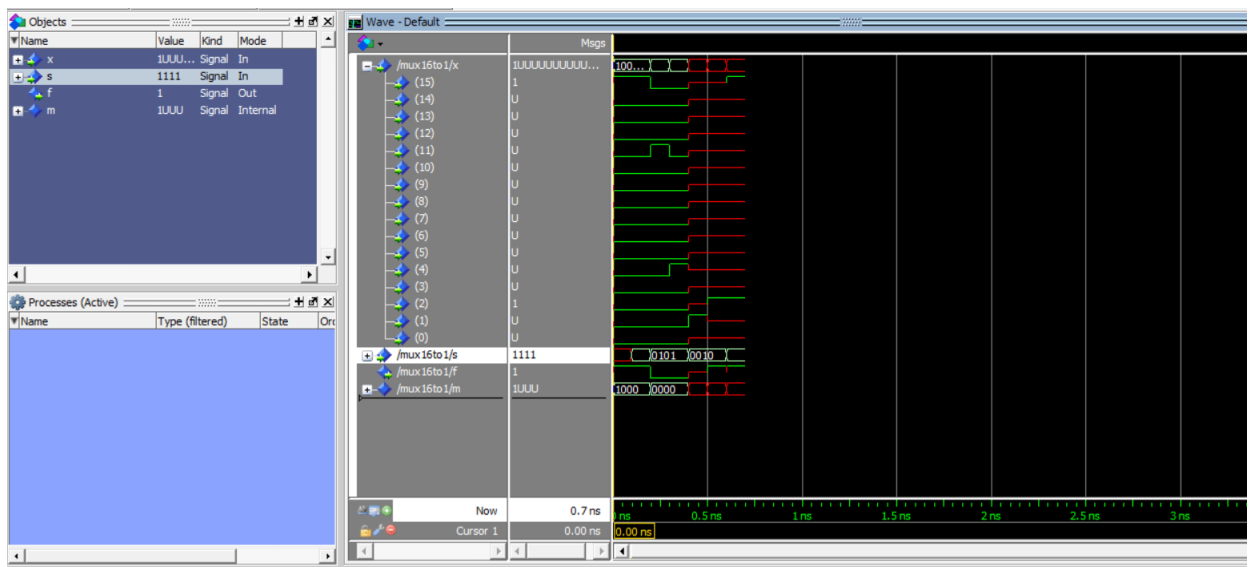 Objects
Name Value Kind Mode
x 1UUU... Signal In
s 1111 Signal In
f 1 Signal Out
m 1UUU Signal Internal
Processes (Active)
Name Type (filtered) State Ord
Wave - Default
Msgs
/mux16to1/x 1UUUUUUUUUU... 100...
(15) 1
(14) U
(13) U
(12) U
(11) U
(10) U
(9) U
(8) U
(7) U
(6) U
(5) U
(4) U
(3) U
(2) 1
(1) U
(0) U
/mux16to1/s 1111 0101 0010
/mux16to1/f 1
/mux16to1/m 1UUU 1000 0000
Now 0.7 ns ns 0.5 ns 1 ns 1.5 ns 2 ns 2.5 ns 3 ns
Cursor 1 0.00 ns 0.00 ns